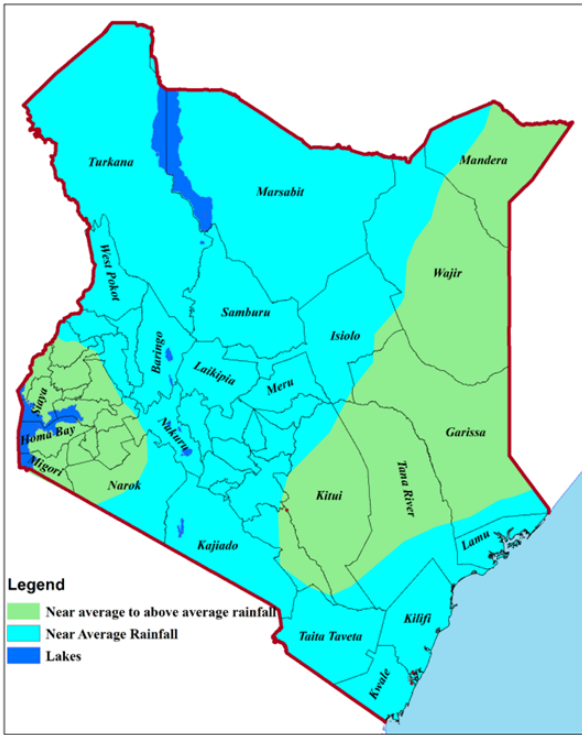 Turkana
Marsabit
Mandera
Wajir
West Pokot
Samburu
Isiolo
Baringo
Laikipia
Meru
Siaya
Homa Bay
Nakuru
Garissa
Migori
Narok
Kitui
Tana River
Kajiado
Lamu
Legend
Near average to above average rainfall
Near Average Rainfall
Lakes
Taita Taveta
Kilifi
Kwale